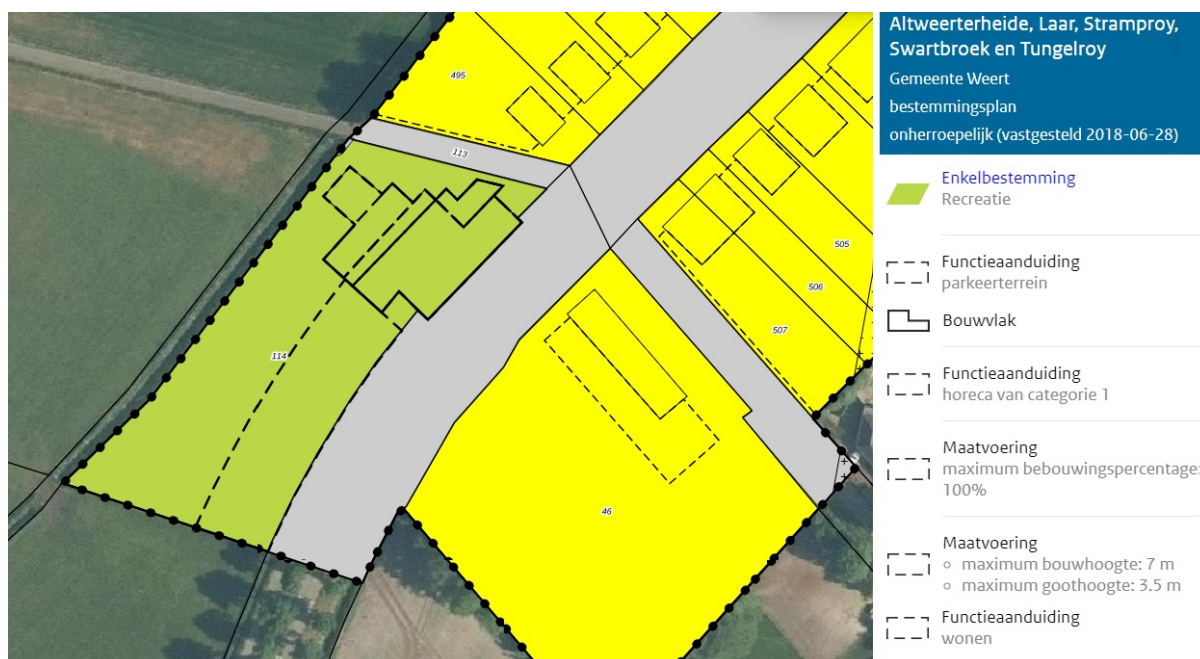 495
113
114
505
506
507
46
Altweerterheide, Laar, Stramproy,
Swartbroek en Tungelroy
Gemeente Weert
bestemmingsplan
onherroepelijk (vastgesteld 2018-06-28)
Enkelbestemming
Recreatie
Functieaanduiding
parkeerterrein
Bouwvlak
Functieaanduiding
horeca van categorie 1
Maatvoering
maximum bebouwingspercentage:
100%
Maatvoering
maximum bouwhoogte: 7 m
maximum goothoogte: 3.5 m
Functieaanduiding
wonen